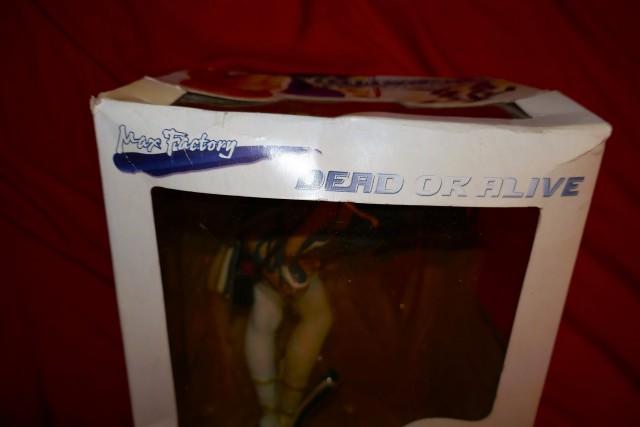 Max Factory
DEAD OR ALIVE